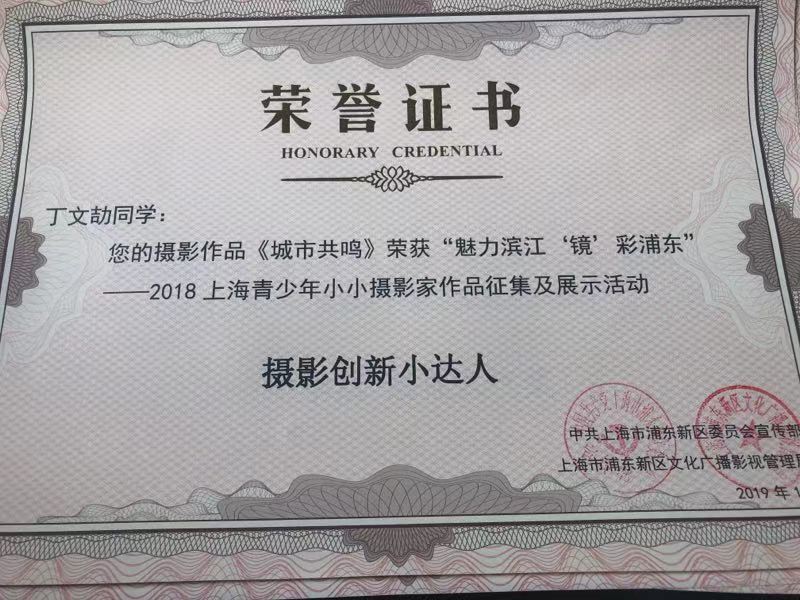 荣誉证书
HONORARY CREDENTIAL
丁文劼同学：
您的摄影作品《城市共鸣》荣获“魅力滨江‘镜’彩浦东”
——2018 上海青少年小小摄影家作品征集及展示活动
摄影创新小达人
中共上海市浦东新区委员会宣传部
上海市浦东新区文化广播影视管理局
2019 年 1